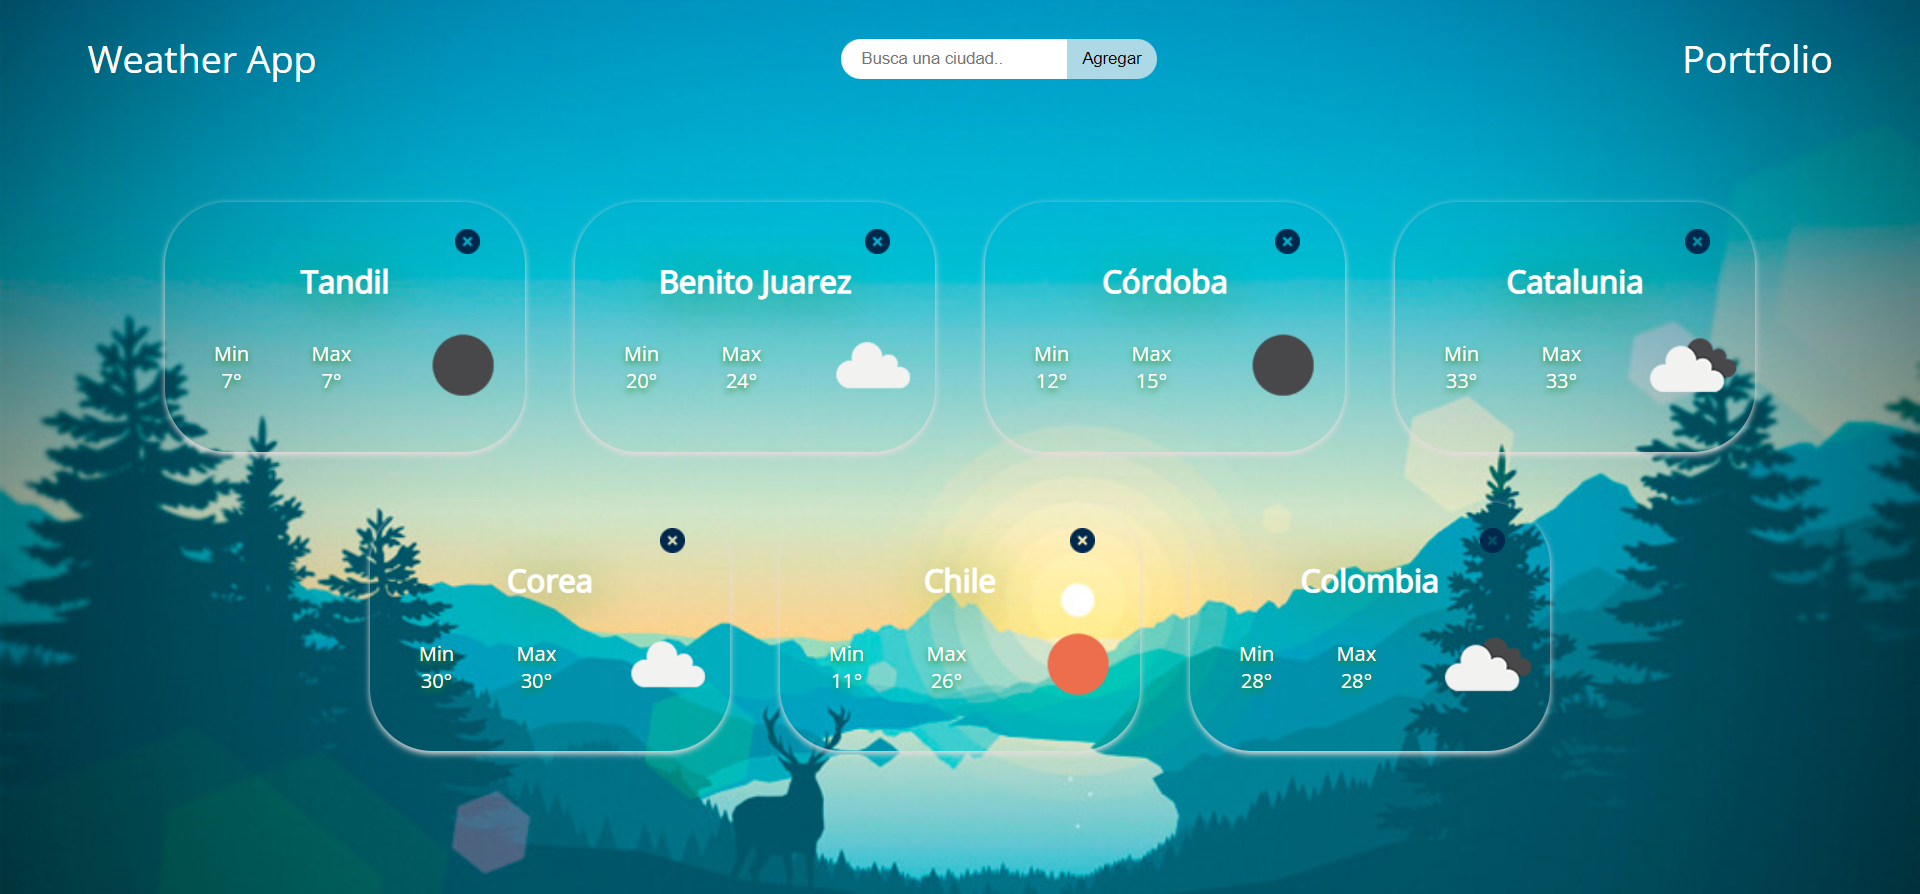 Weather App
Busca una ciudad..
Agregar
Portfolio
Tandil
Min
Max
7°
7°
Benito Juarez
Min
Max
20°
24°
Córdoba
Min
Max
12°
15°
Catalunia
Min
Max
33°
33°
Corea
Min
Max
30°
30°
Chile
Min
Max
11°
26°
Colombia
Min
Max
28°
28°